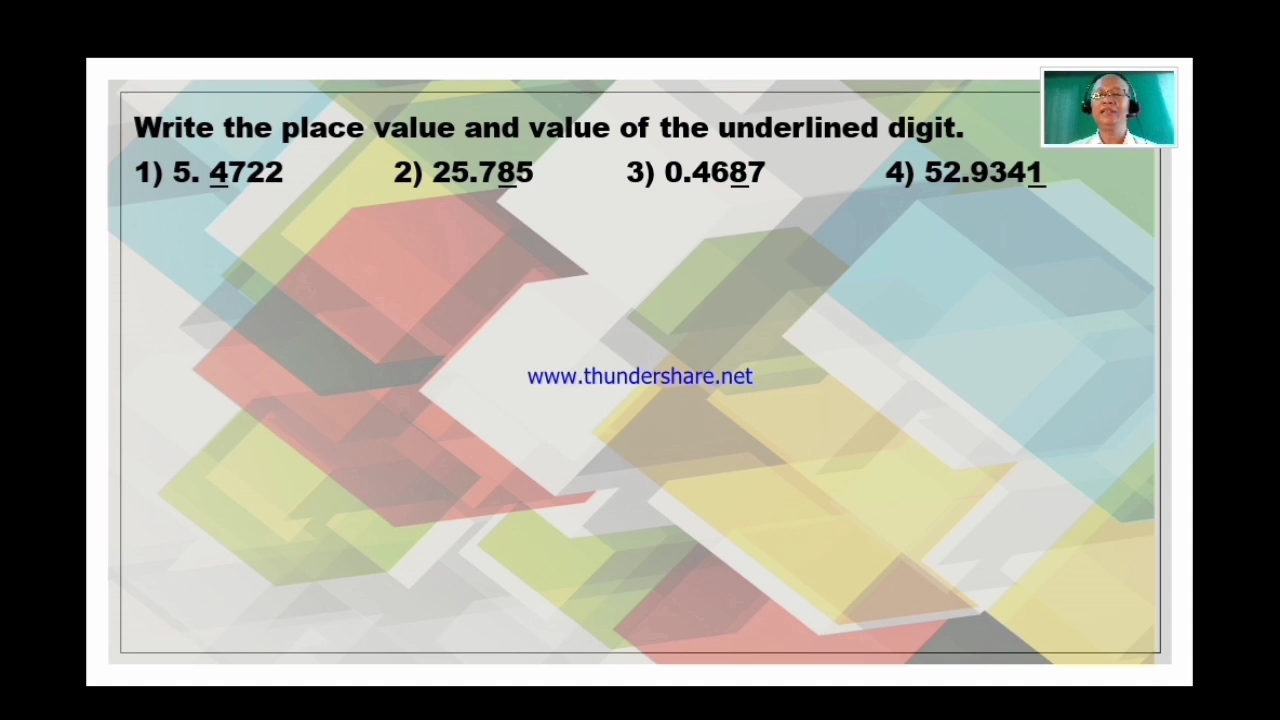 Write the place value and value of the underlined digit.
1) 5. 4722 2) 25.785 3) 0.4687 4) 52.9341
www.thundershare.net